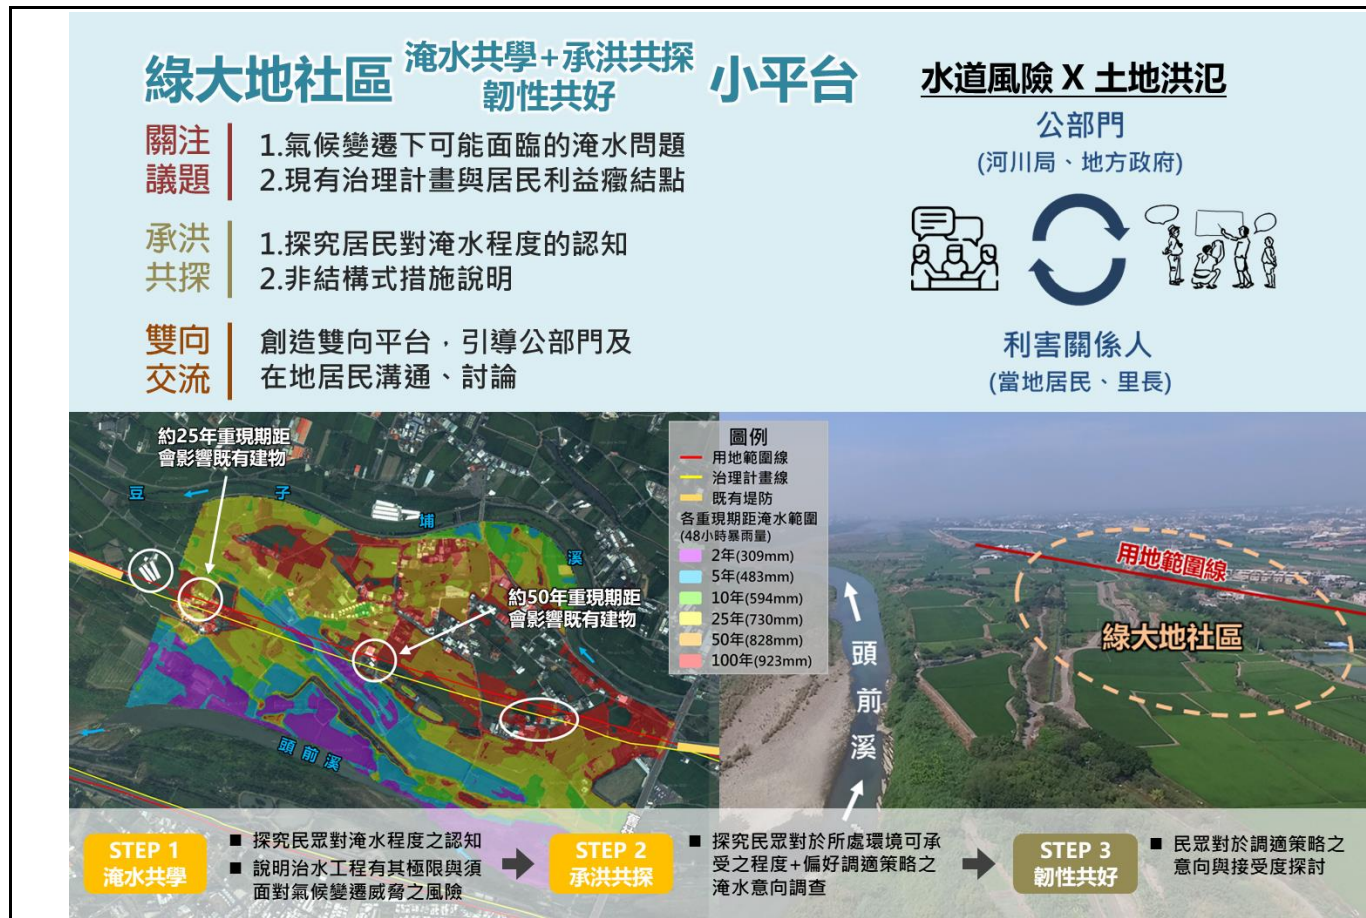 綠大地社區 淹水共學+承洪共探 小平台
韌性共好
關注
議題
1.氣候變遷下可能面臨的淹水問題
2.現有治理計畫與居民利益癥結點
承洪
共探
1.探究居民對淹水程度的認知
2.非結構式措施說明
雙向
交流
創造雙向平台，引導公部門及
在地居民溝通、討論
水道風險 X 土地洪氾
公部門
(河川局、地方政府)
利害關係人
(當地居民、里長)
約25年重現期距
會影響既有建物
豆 子 埔 溪
約50年重現期距
會影響既有建物
頭前溪
圖例
用地範圍線
治理計畫線
既有堤防
各重現期距淹水範圍
(48小時暴雨量)
2年(309mm)
5年(483mm)
10年(594mm)
25年(730mm)
50年(828mm)
100年(923mm)
頭前溪
用地範圍線
綠大地社區
STEP 1
淹水共學
■ 探究民眾對淹水程度之認知
■ 說明治水工程有其極限與須
面對氣候變遷威脅之風險
STEP 2
承洪共探
■ 探究民眾對於所處環境可承
受之程度+偏好調適策略之
淹水意向調查
STEP 3
韌性共好
■ 民眾對於調適策略之
意向與接受度探討